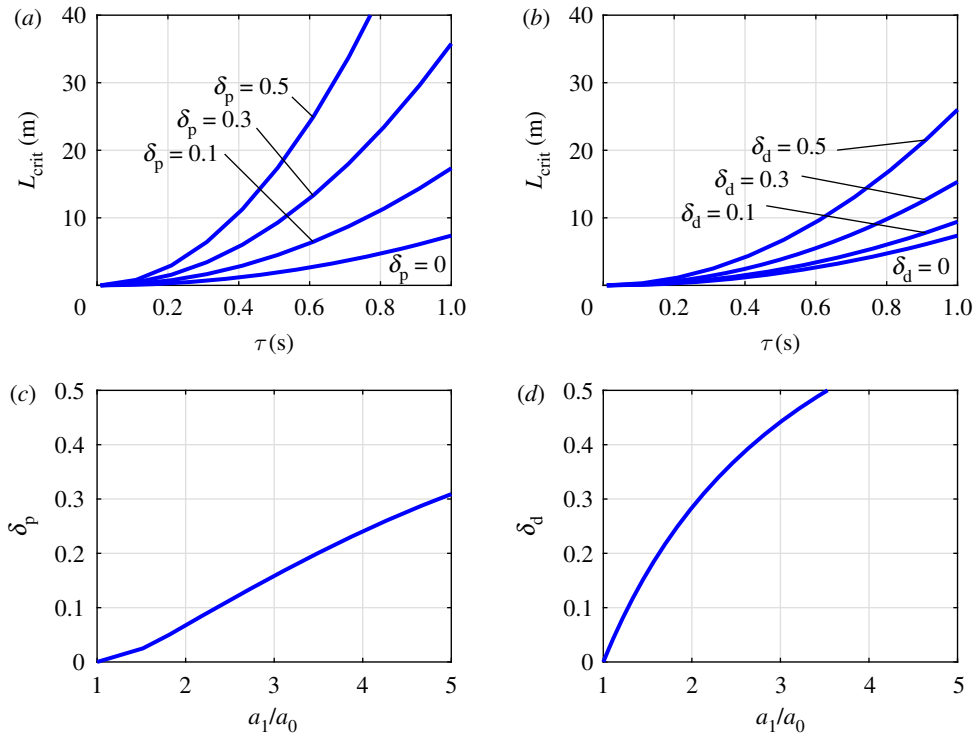 (a)
40
30
20
10
0
0.2 0.4 0.6 0.8 1.0
L_crit (m)
τ (s)
δ_p = 0.5
δ_p = 0.3
δ_p = 0.1
δ_p = 0
(b)
40
30
20
10
0
0.2 0.4 0.6 0.8 1.0
L_crit (m)
τ (s)
δ_d = 0.5
δ_d = 0.3
δ_d = 0.1
δ_d = 0
(c)
0.5
0.4
0.3
0.2
0.1
0
1 2 3 4 5
δ_p
a_1/a_0
(d)
0.5
0.4
0.3
0.2
0.1
0
1 2 3 4 5
δ_d
a_1/a_0